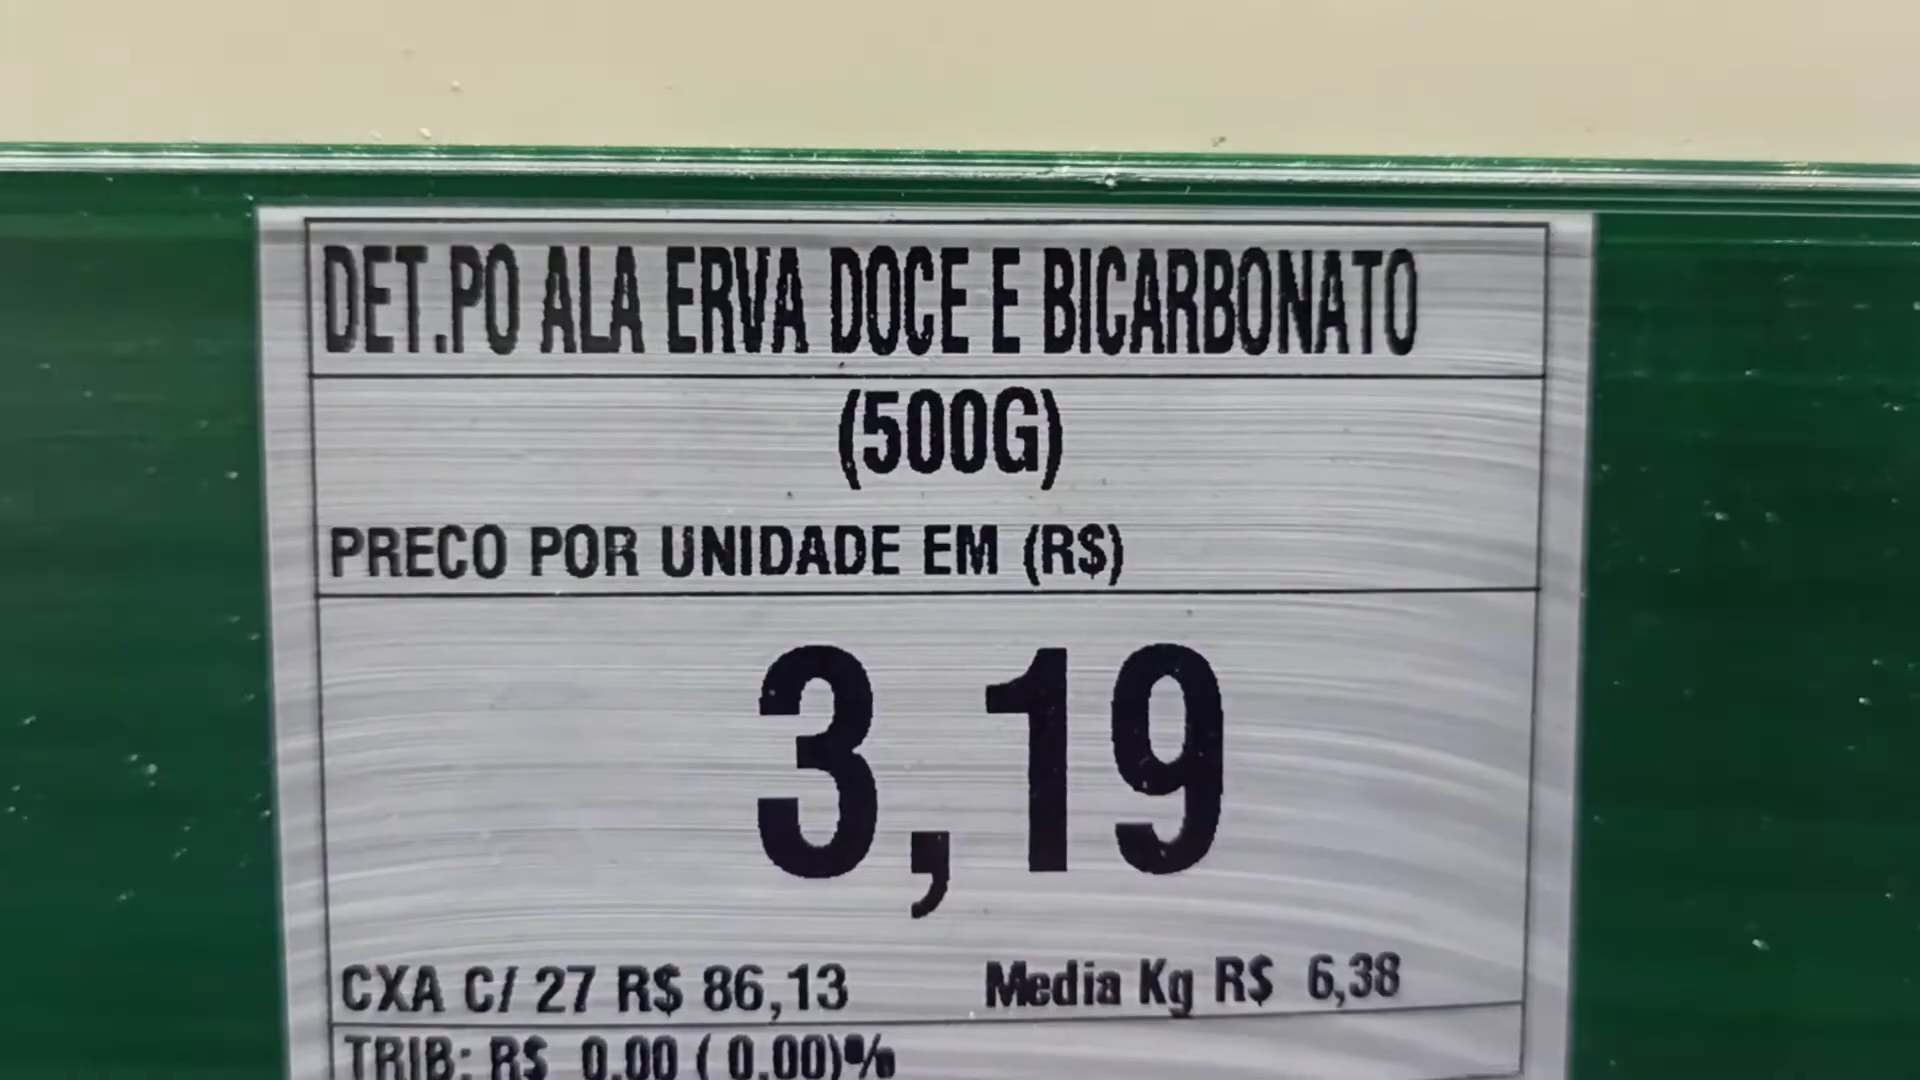 DET.PO ALA ERVA DOCE E BICARBONATO
(500G)
PRECO POR UNIDADE EM (R$)
3,19
CXA C/ 27 R$ 86,13 Media Kg R$ 6,38
TRIB: R$ 0,00 ( 0,00)%